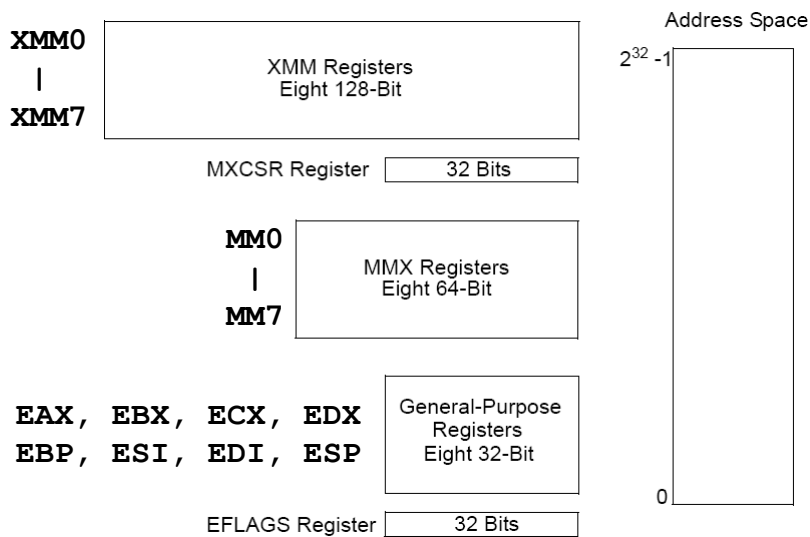 Address Space
XMM0
|
XMM7
XMM Registers
Eight 128-Bit
2³² -1
MXCSR Register
32 Bits
MM0
|
MM7
MMX Registers
Eight 64-Bit
EAX, EBX, ECX, EDX
EBP, ESI, EDI, ESP
General-Purpose
Registers
Eight 32-Bit
0
EFLAGS Register
32 Bits